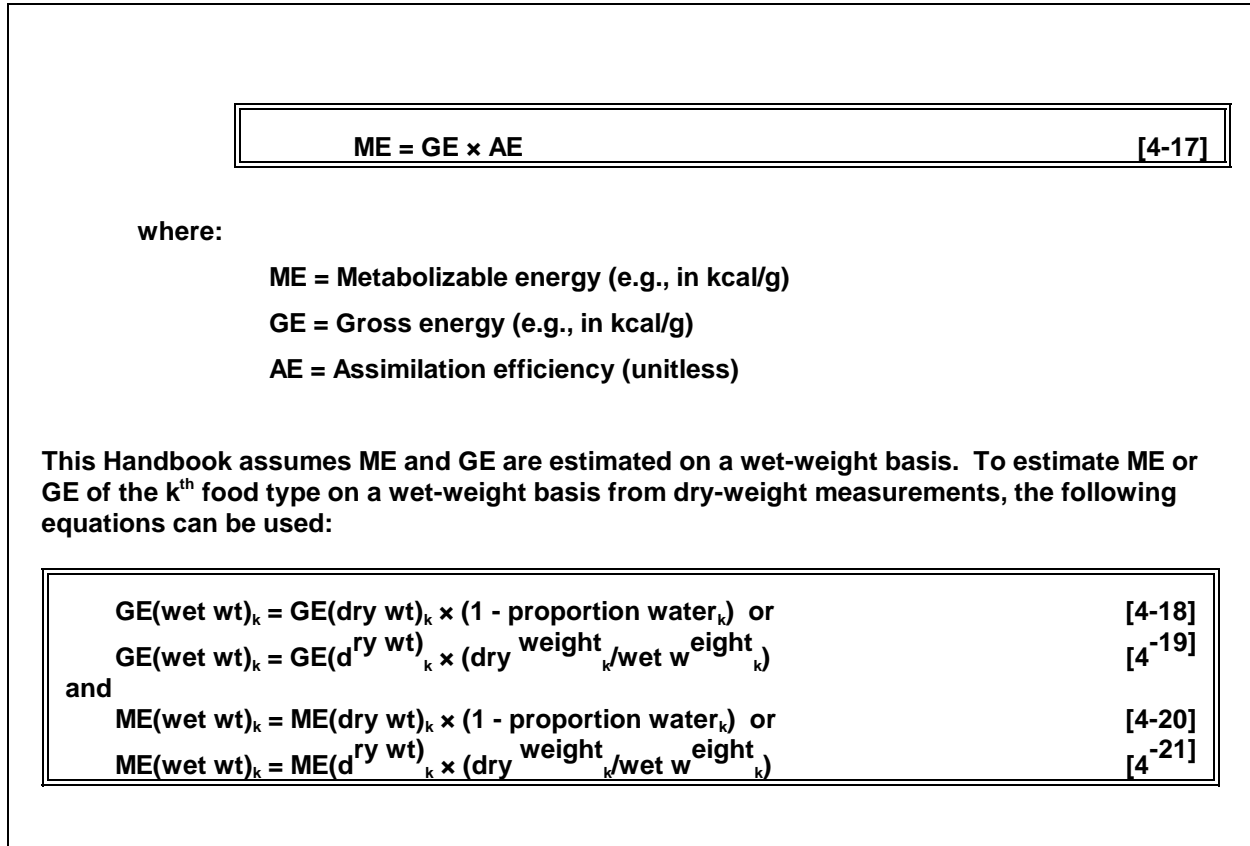 ME = GE × AE [4-17]
where:
ME = Metabolizable energy (e.g., in kcal/g)
GE = Gross energy (e.g., in kcal/g)
AE = Assimilation efficiency (unitless)
This Handbook assumes ME and GE are estimated on a wet-weight basis. To estimate ME or
GE of the kth food type on a wet-weight basis from dry-weight measurements, the following
equations can be used:
GE(wet wt)k = GE(dry wt)k × (1 - proportion waterk) or [4-18]
GE(wet wt)k = GE(dry wt)k × (dry weightk/wet weightk) [4-19]
and
ME(wet wt)k = ME(dry wt)k × (1 - proportion waterk) or [4-20]
ME(wet wt)k = ME(dry wt)k × (dry weightk/wet weightk) [4-21]